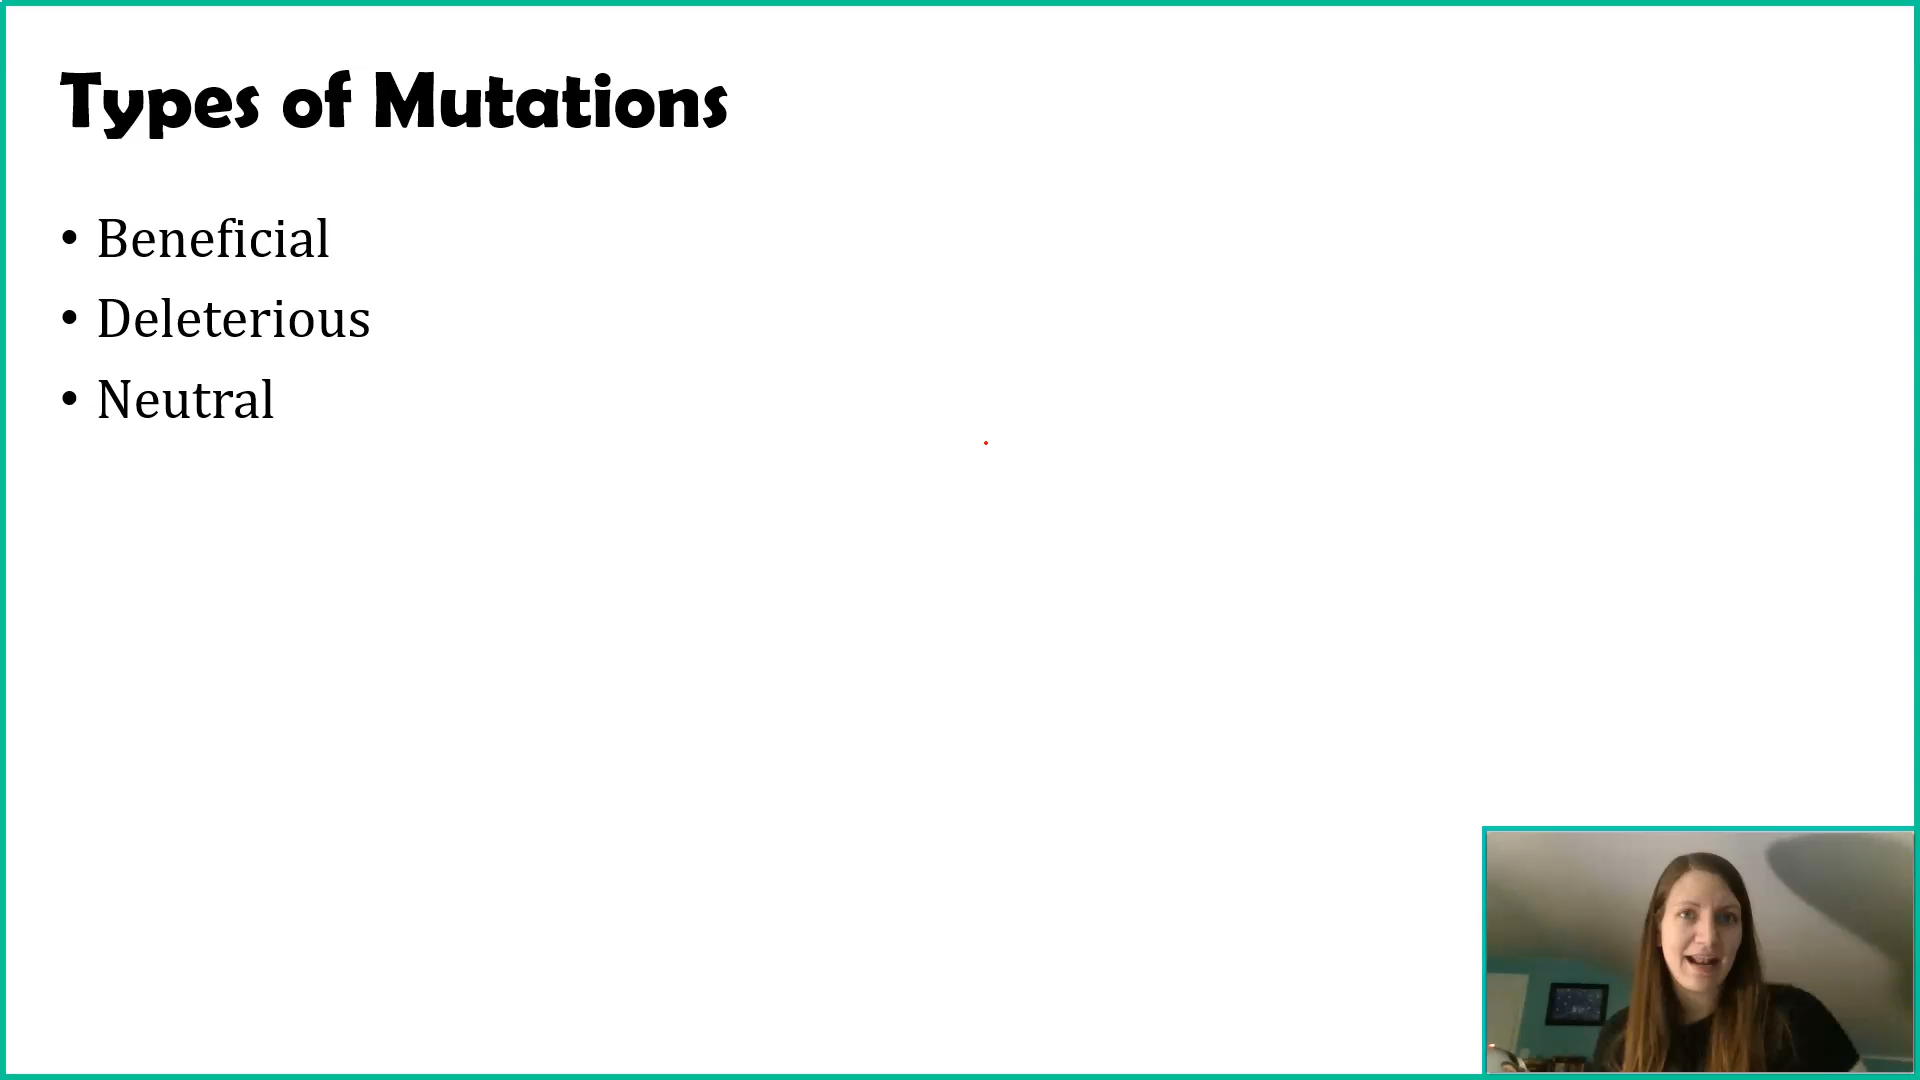 Types of Mutations
• Beneficial
• Deleterious
• Neutral